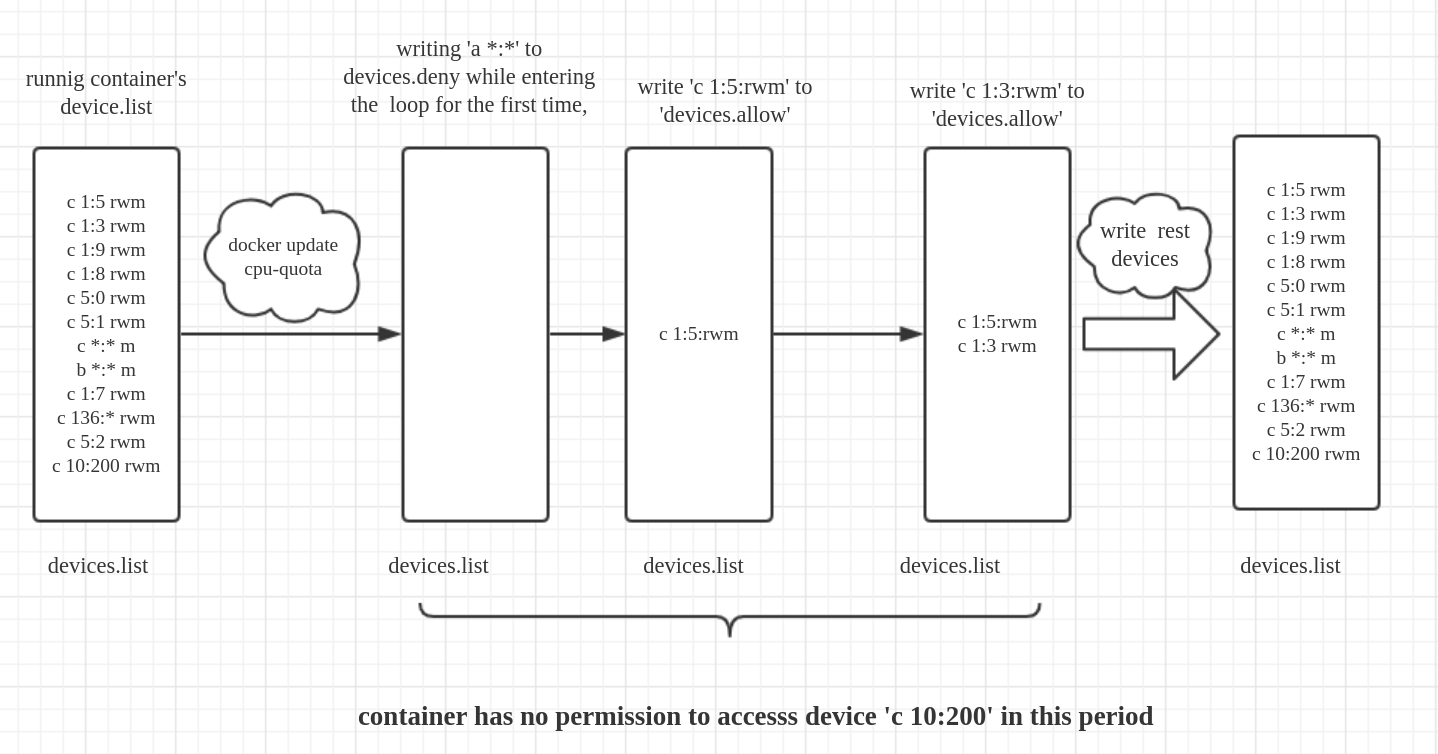 runnig container's
device.list
writing 'a *:*' to
devices.deny while entering
the  loop for the first time,
write 'c 1:5:rwm' to
'devices.allow'
write 'c 1:3:rwm' to
'devices.allow'
c 1:5 rwm
c 1:3 rwm
c 1:9 rwm
c 1:8 rwm
c 5:0 rwm
c 5:1 rwm
c *:* m
b *:* m
c 1:7 rwm
c 136:* rwm
c 5:2 rwm
c 10:200 rwm
docker update
cpu-quota
c 1:5:rwm
c 1:5:rwm
c 1:3 rwm
write  rest
devices
c 1:5 rwm
c 1:3 rwm
c 1:9 rwm
c 1:8 rwm
c 5:0 rwm
c 5:1 rwm
c *:* m
b *:* m
c 1:7 rwm
c 136:* rwm
c 5:2 rwm
c 10:200 rwm
devices.list
devices.list
devices.list
devices.list
devices.list
container has no permission to accesss device 'c 10:200' in this period